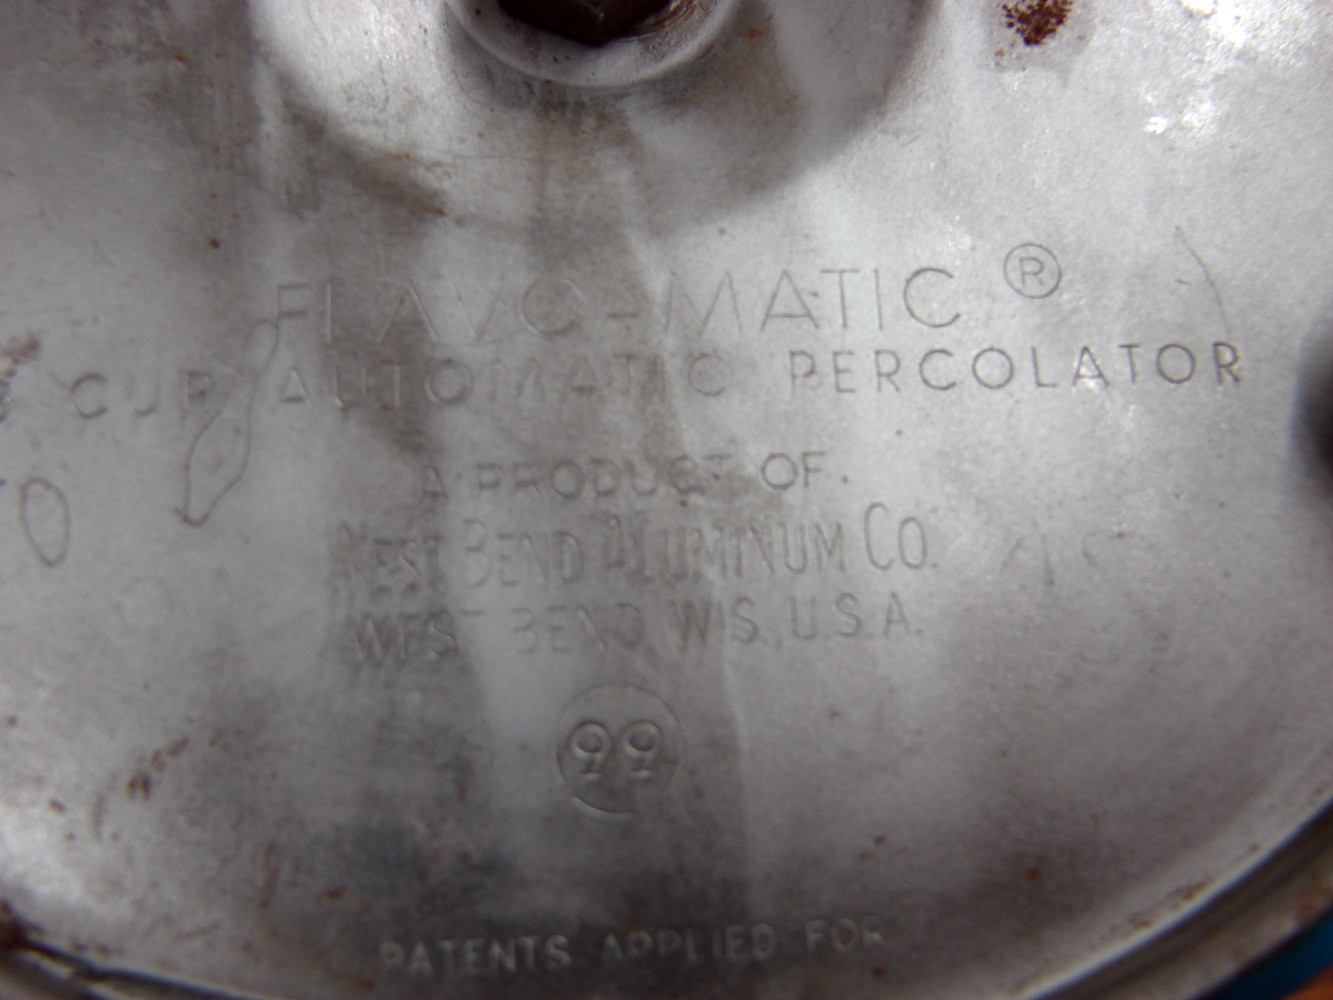 FLAVO-MATIC ®
CUP AUTOMATIC PERCOLATOR
A PRODUCT OF.
WEST BEND ALUMINUM CO.
WEST BEND, WIS., U.S.A.
PATENTS APPLIED FOR